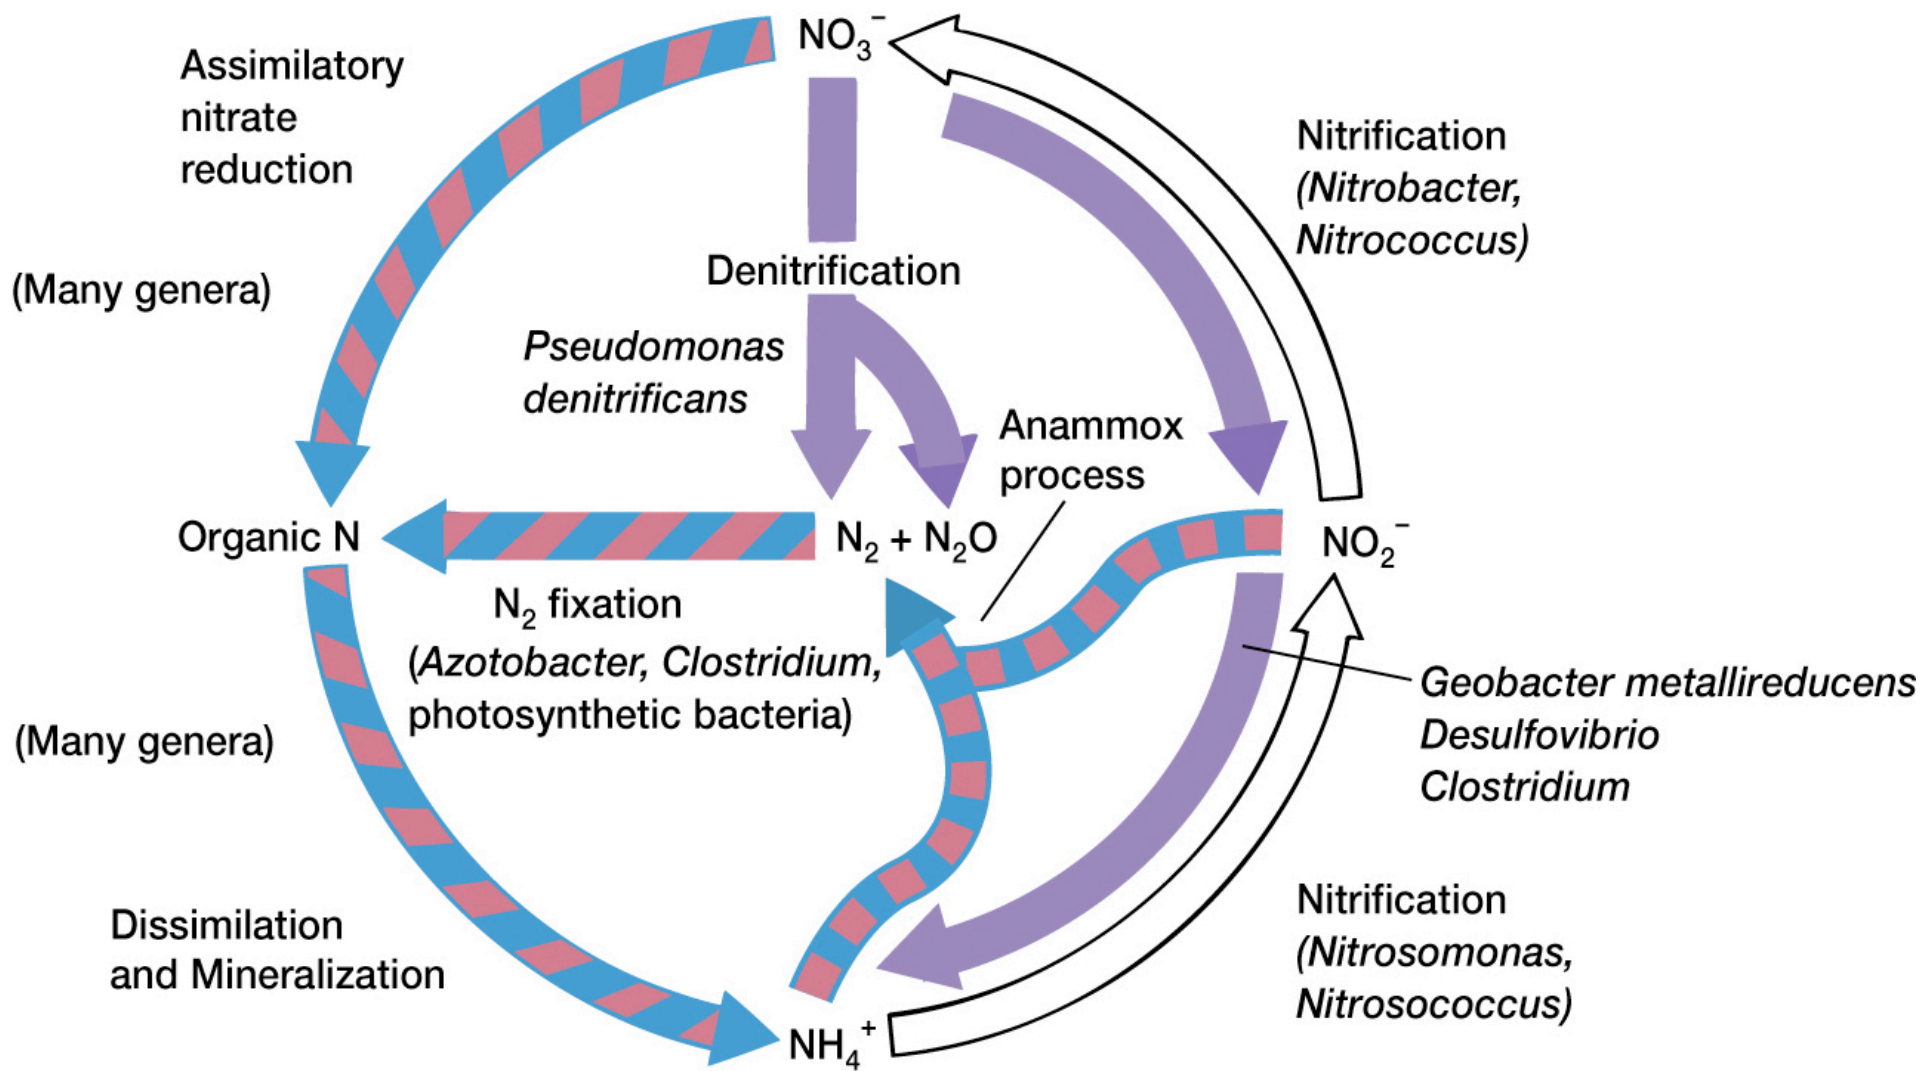 NO₃⁻
Assimilatory
nitrate
reduction
(Many genera)
Nitrification
(Nitrobacter,
Nitrococcus)
Denitrification
Pseudomonas
denitrificans
Anammox
process
Organic N
N₂ + N₂O
NO₂⁻
N₂ fixation
(Azotobacter, Clostridium,
photosynthetic bacteria)
Geobacter metallireducens
Desulfovibrio
Clostridium
(Many genera)
Dissimilation
and Mineralization
Nitrification
(Nitrosomonas,
Nitrosococcus)
NH₄⁺